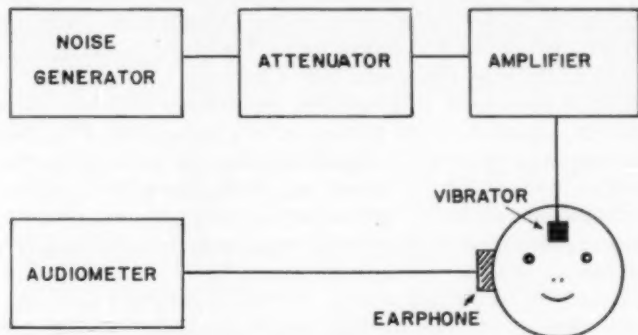 NOISE
GENERATOR
ATTENUATOR
AMPLIFIER
VIBRATOR
AUDIOMETER
EARPHONE